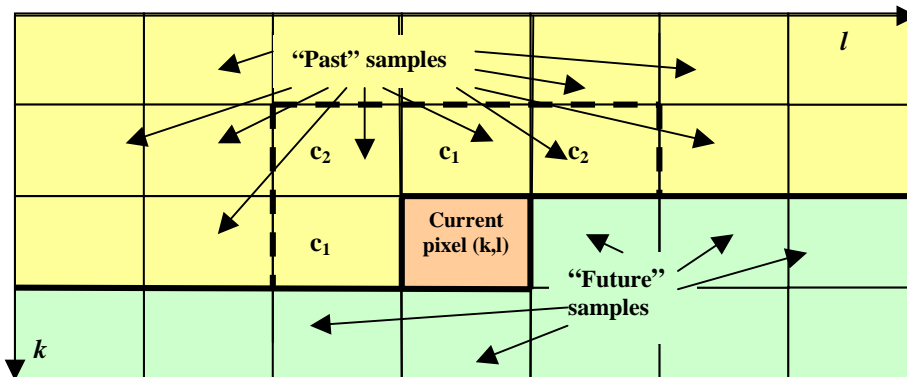 l
“Past” samples
c₂
c₁
c₂
c₁
Current
pixel (k,l)
“Future”
samples
k